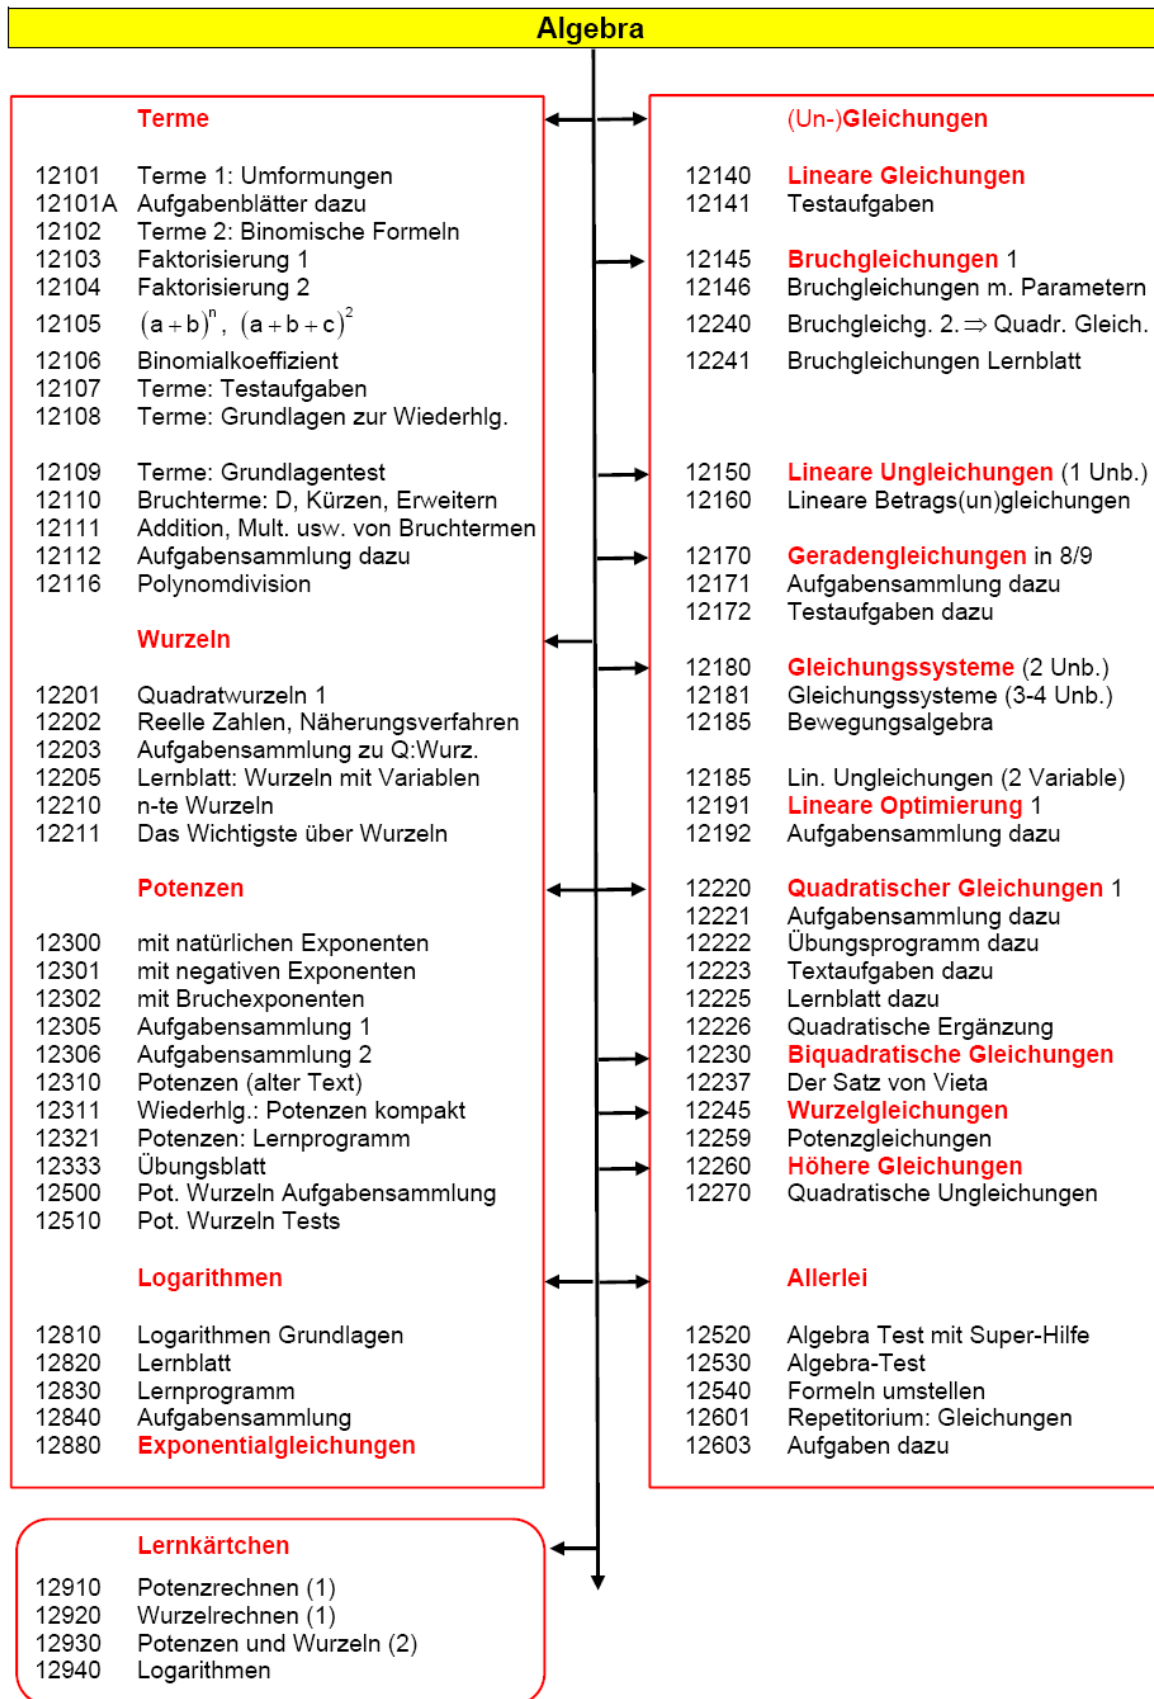 Algebra
Terme
12101 Terme 1: Umformungen
12101A Aufgabenblätter dazu
12102 Terme 2: Binomische Formeln
12103 Faktorisierung 1
12104 Faktorisierung 2
12105 (a+b)ⁿ, (a+b+c)²
12106 Binomialkoeffizient
12107 Terme: Testaufgaben
12108 Terme: Grundlagen zur Wiederhlg.
12109 Terme: Grundlagentest
12110 Bruchterme: D, Kürzen, Erweitern
12111 Addition, Mult. usw. von Bruchtermen
12112 Aufgabensammlung dazu
12116 Polynomdivision
Wurzeln
12201 Quadratwurzeln 1
12202 Reelle Zahlen, Näherungsverfahren
12203 Aufgabensammlung zu Q:Wurz.
12205 Lernblatt: Wurzeln mit Variablen
12210 n-te Wurzeln
12211 Das Wichtigste über Wurzeln
Potenzen
12300 mit natürlichen Exponenten
12301 mit negativen Exponenten
12302 mit Bruchexponenten
12305 Aufgabensammlung 1
12306 Aufgabensammlung 2
12310 Potenzen (alter Text)
12311 Wiederhlg.: Potenzen kompakt
12321 Potenzen: Lernprogramm
12333 Übungsblatt
12500 Pot. Wurzeln Aufgabensammlung
12510 Pot. Wurzeln Tests
Logarithmen
12810 Logarithmen Grundlagen
12820 Lernblatt
12830 Lernprogramm
12840 Aufgabensammlung
12880 Exponentialgleichungen
Lernkärtchen
12910 Potenzrechnen (1)
12920 Wurzelrechnen (1)
12930 Potenzen und Wurzeln (2)
12940 Logarithmen
(Un-)Gleichungen
12140 Lineare Gleichungen
12141 Testaufgaben
12145 Bruchgleichungen 1
12146 Bruchgleichungen m. Parametern
12240 Bruchgleichg. 2. ⇒ Quadr. Gleich.
12241 Bruchgleichungen Lernblatt
12150 Lineare Ungleichungen (1 Unb.)
12160 Lineare Betrags(un)gleichungen
12170 Geradengleichungen in 8/9
12171 Aufgabensammlung dazu
12172 Testaufgaben dazu
12180 Gleichungssysteme (2 Unb.)
12181 Gleichungssysteme (3-4 Unb.)
12185 Bewegungsalgebra
12185 Lin. Ungleichungen (2 Variable)
12191 Lineare Optimierung 1
12192 Aufgabensammlung dazu
12220 Quadratischer Gleichungen 1
12221 Aufgabensammlung dazu
12222 Übungsprogramm dazu
12223 Textaufgaben dazu
12225 Lernblatt dazu
12226 Quadratische Ergänzung
12230 Biquadratische Gleichungen
12237 Der Satz von Vieta
12245 Wurzelgleichungen
12259 Potenzgleichungen
12260 Höhere Gleichungen
12270 Quadratische Ungleichungen
Allerlei
12520 Algebra Test mit Super-Hilfe
12530 Algebra-Test
12540 Formeln umstellen
12601 Repetitorium: Gleichungen
12603 Aufgaben dazu